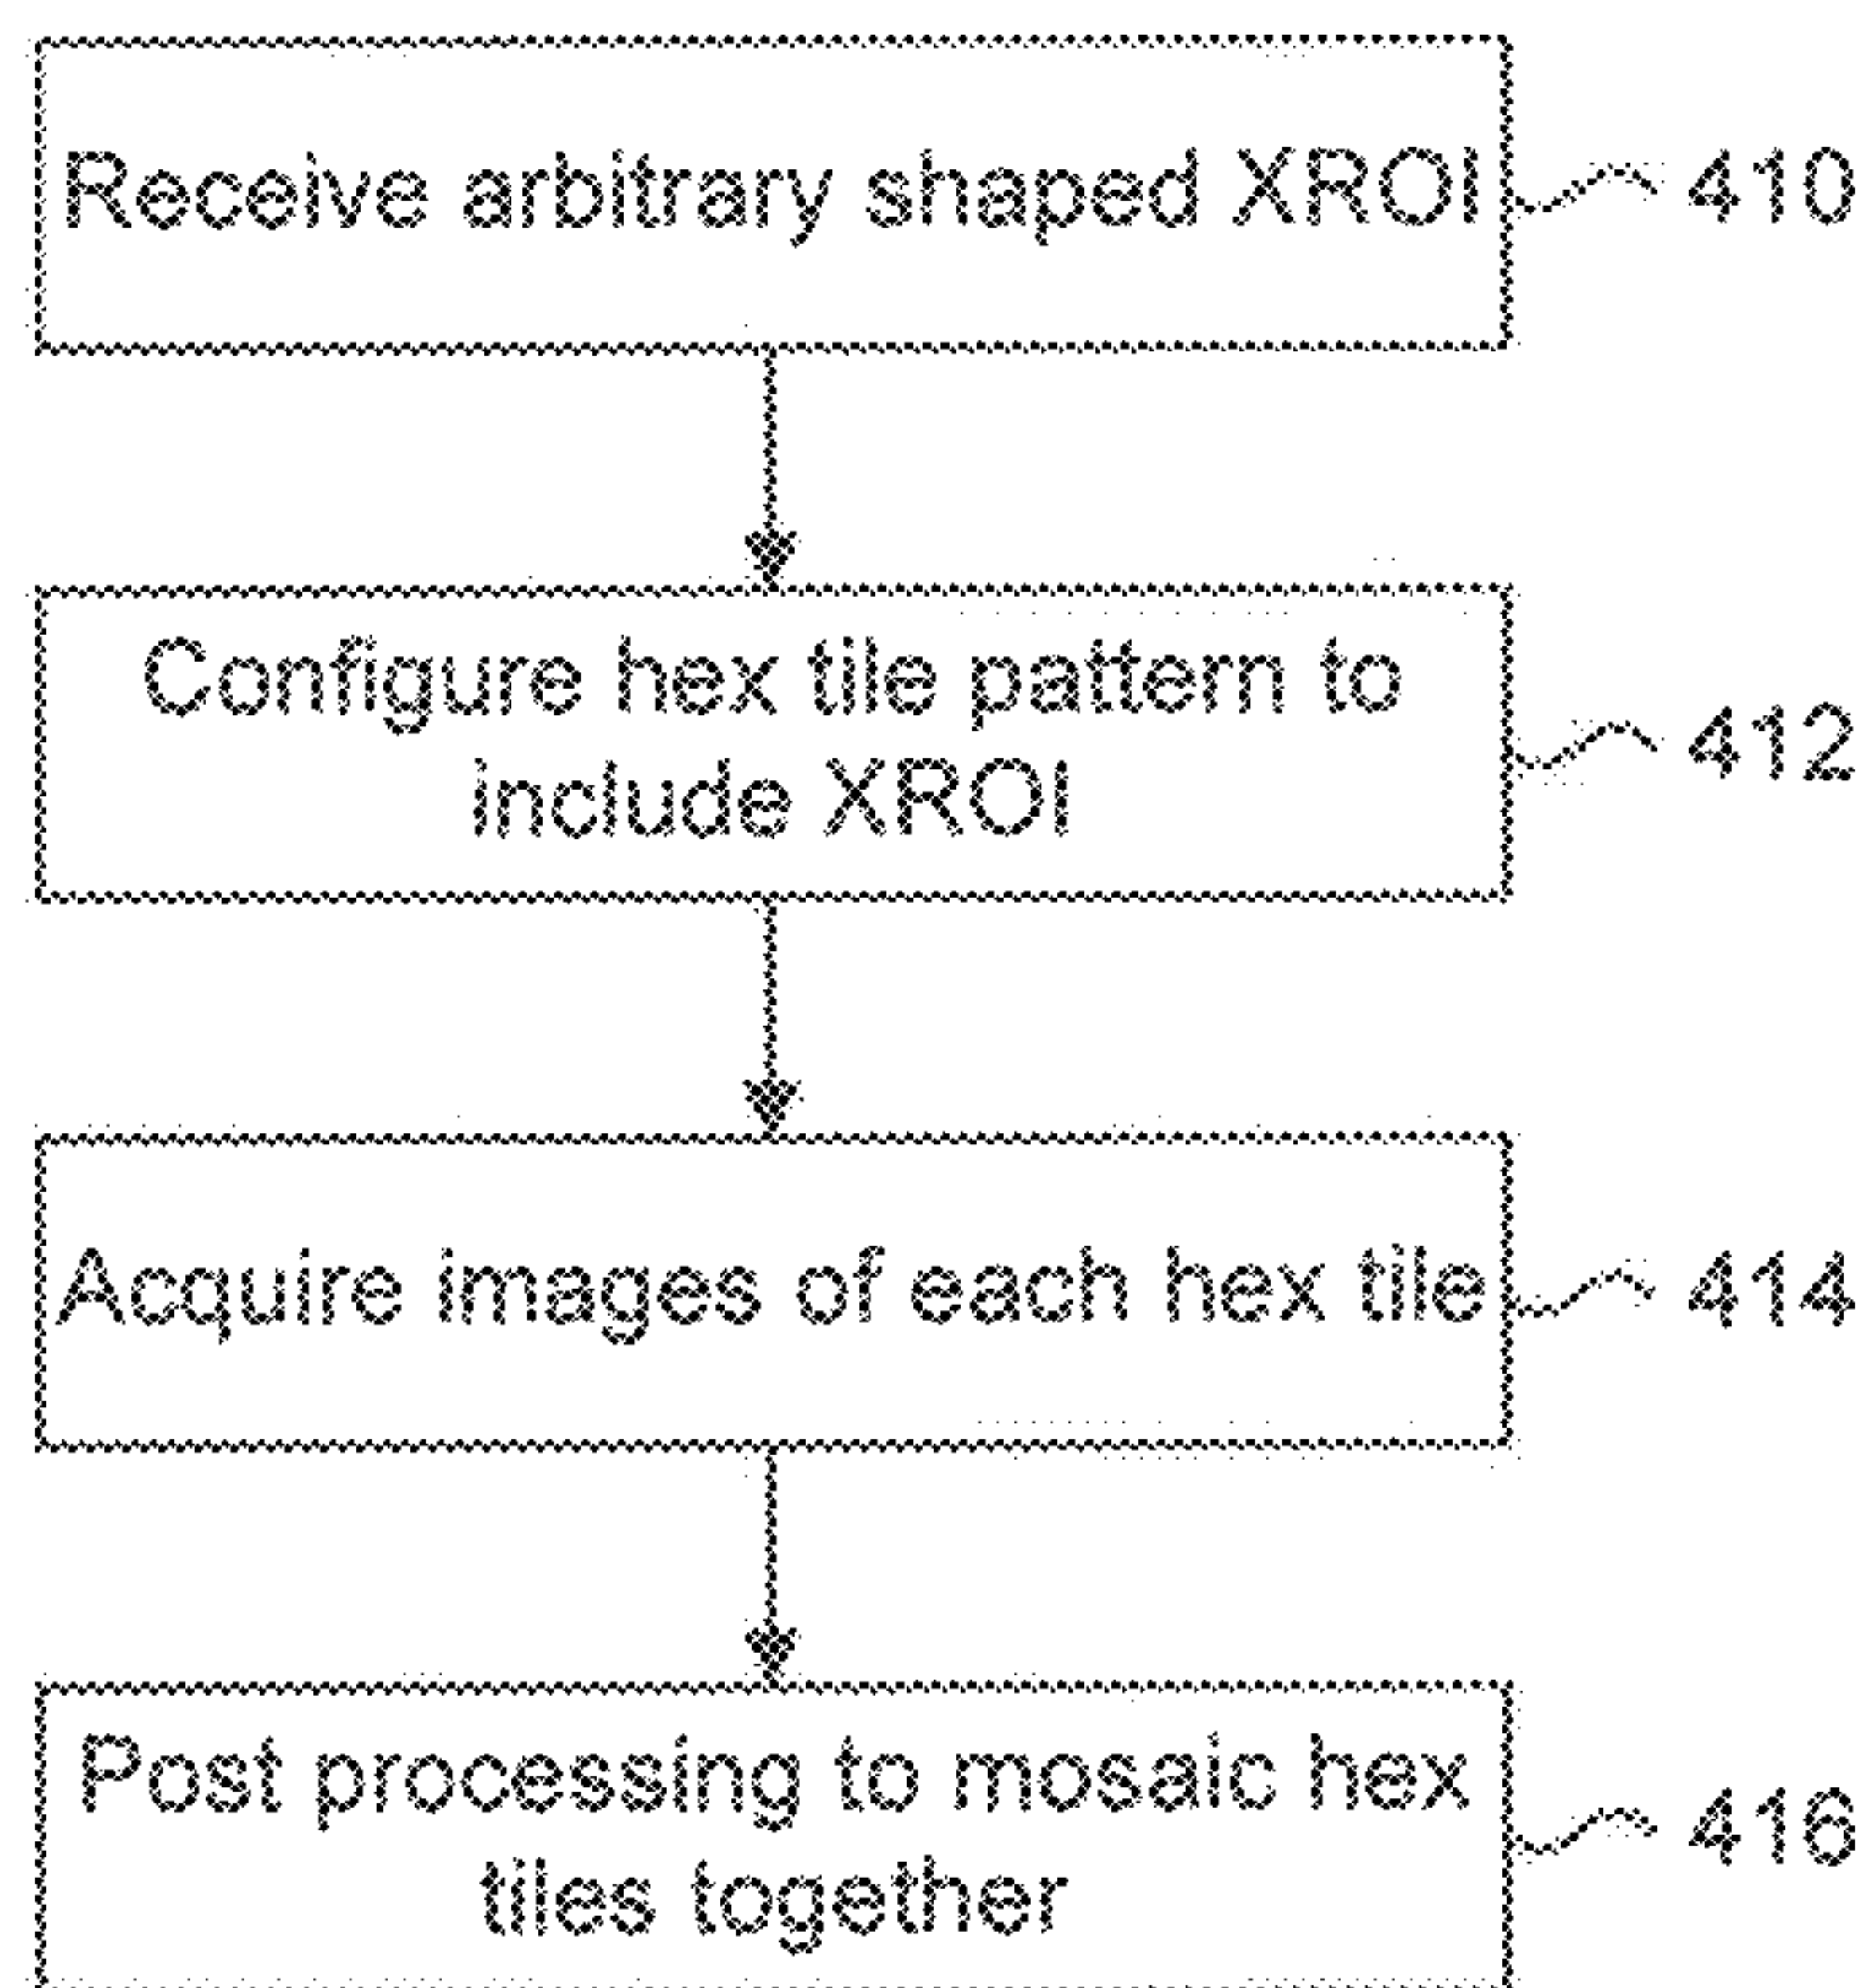 Receive arbitrary shaped XROI
410
Configure hex tile pattern to
include XROI
412
Acquire images of each hex tile
414
Post processing to mosaic hex
tiles together
416